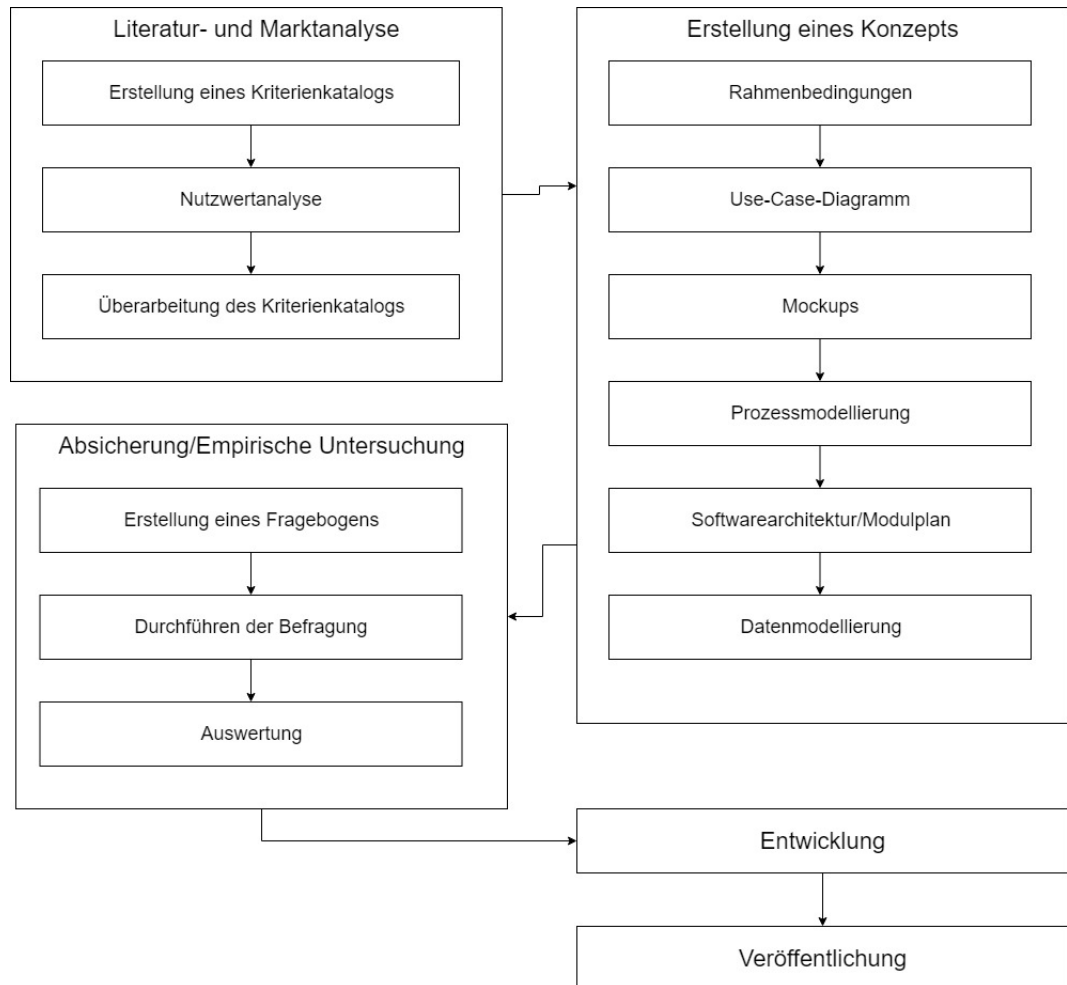 Literatur- und Marktanalyse
Erstellung eines Kriterienkatalogs
Nutzwertanalyse
Überarbeitung des Kriterienkatalogs
Erstellung eines Konzepts
Rahmenbedingungen
Use-Case-Diagramm
Mockups
Prozessmodellierung
Softwarearchitektur/Modulplan
Datenmodellierung
Absicherung/Empirische Untersuchung
Erstellung eines Fragebogens
Durchführen der Befragung
Auswertung
Entwicklung
Veröffentlichung